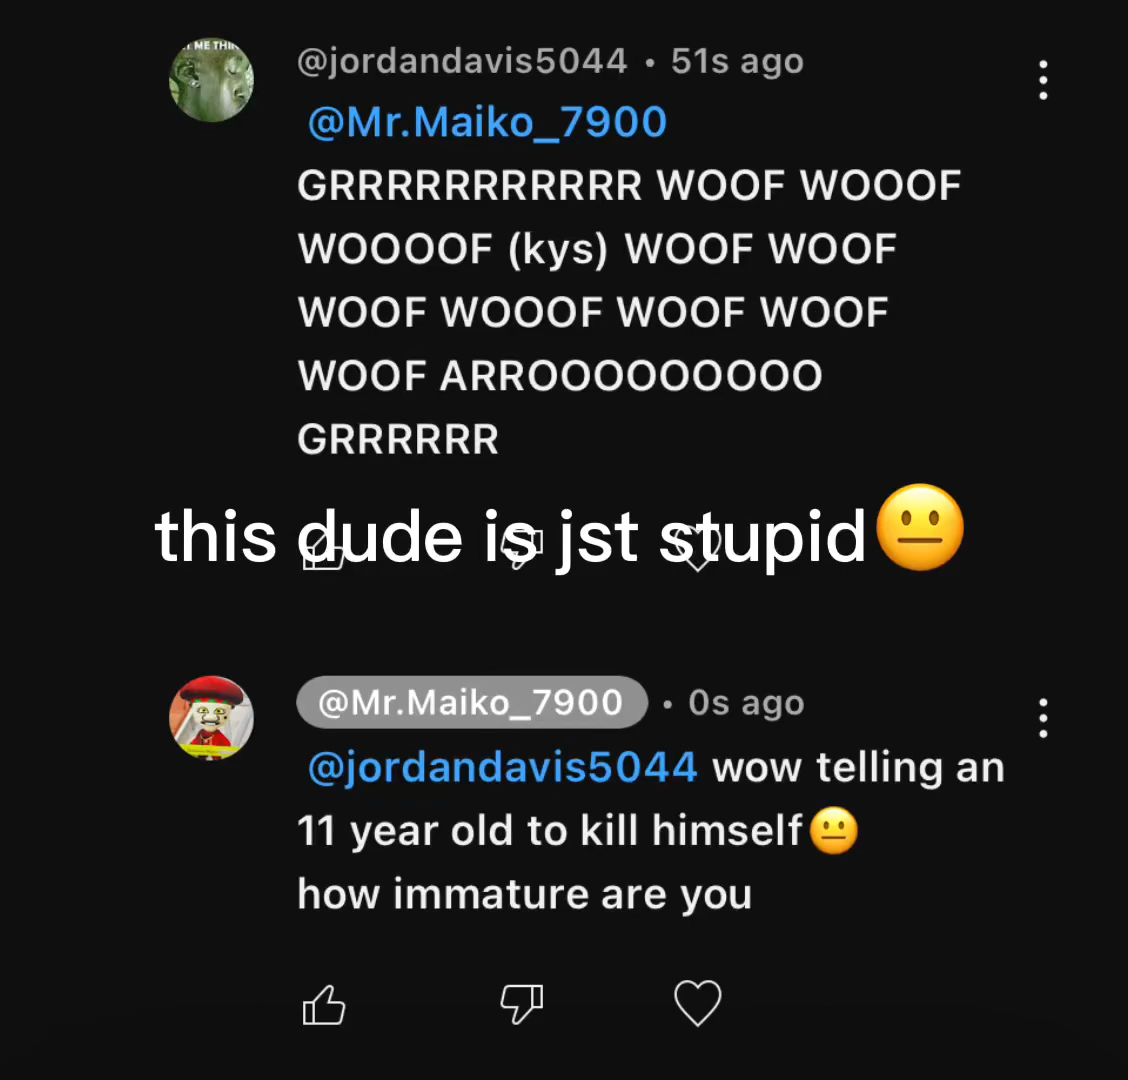 @jordandavis5044 • 51s ago
@Mr.Maiko_7900
GRRRRRRRRRRR WOOF WOOOF
WOOOOF (kys) WOOF WOOF
WOOF WOOOF WOOF WOOF
WOOF ARROOOOOOOOO
GRRRRRR
this dude is jst stupid😐
@Mr.Maiko_7900 • 0s ago
@jordandavis5044 wow telling an
11 year old to kill himself😐
how immature are you